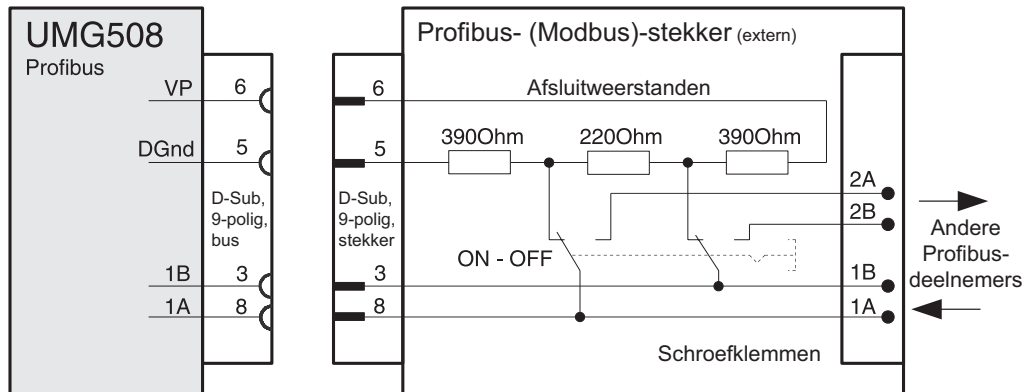 UMG508
Profibus
VP
6
DGnd
5
D-Sub,
9-polig,
bus
1B
3
1A
8
Profibus- (Modbus)-stekker (extern)
6
Afsluitweerstanden
5
390Ohm
220Ohm
390Ohm
D-Sub,
9-polig,
stekker
ON - OFF
3
8
2A
2B
1B
1A
Schroefklemmen
Andere
Profibus-
deelnemers